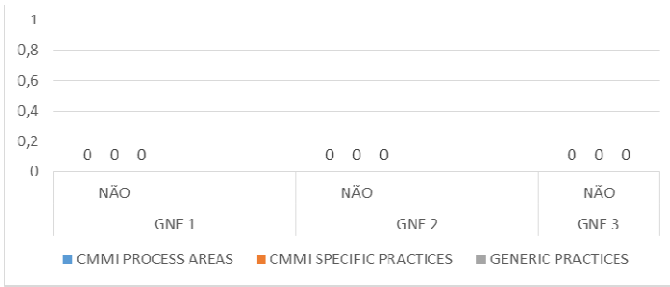 1
0,8
0,6
0,4
0,2
0
0 0 0 0 0 0 0 0 0
NÃO NÃO NÃO
GNF 1 GNF 2 GNF 3
CMMI PROCESS AREAS CMMI SPECIFIC PRACTICES GENERIC PRACTICES